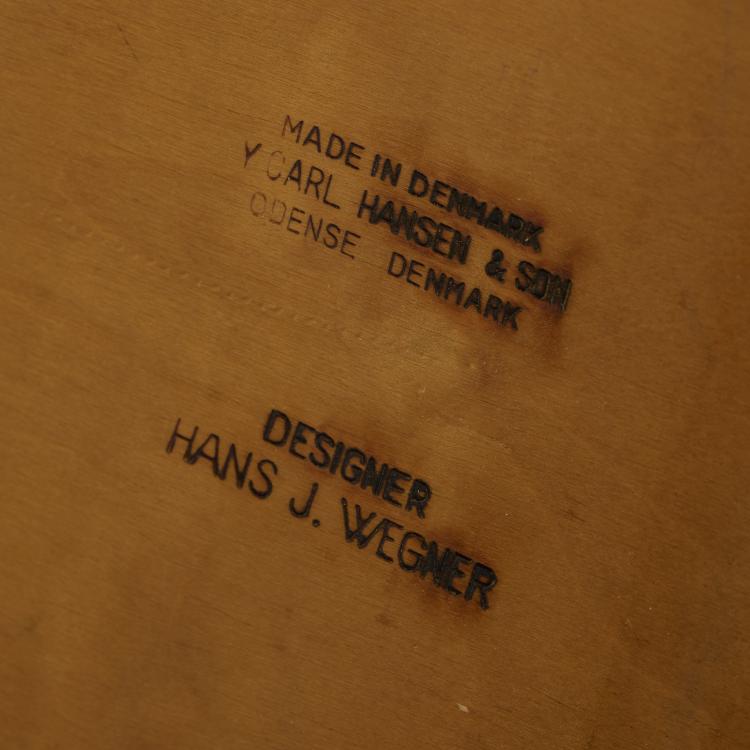 MADE IN DENMARK
Y CARL HANSEN & SON
ODENSE DENMARK
DESIGNER
HANS J. WEGNER